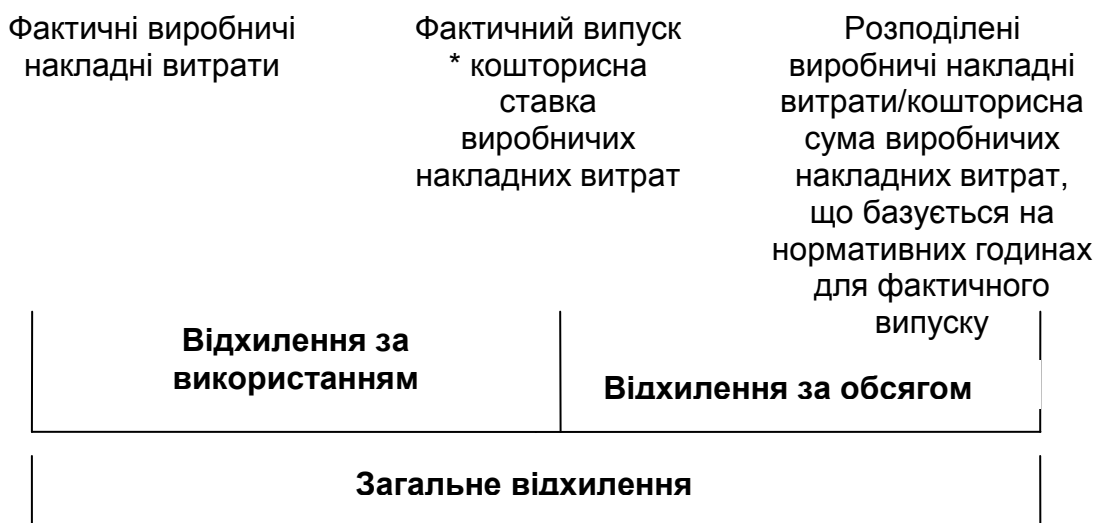 Фактичні виробничі
накладні витрати
Фактичний випуск
* кошторисна
ставка
виробничих
накладних витрат
Розподілені
виробничі накладні
витрати/кошторисна
сума виробничих
накладних витрат,
що базується на
нормативних годинах
для фактичного
випуску
Відхилення за
використанням
Відхилення за обсягом
Загальне відхилення